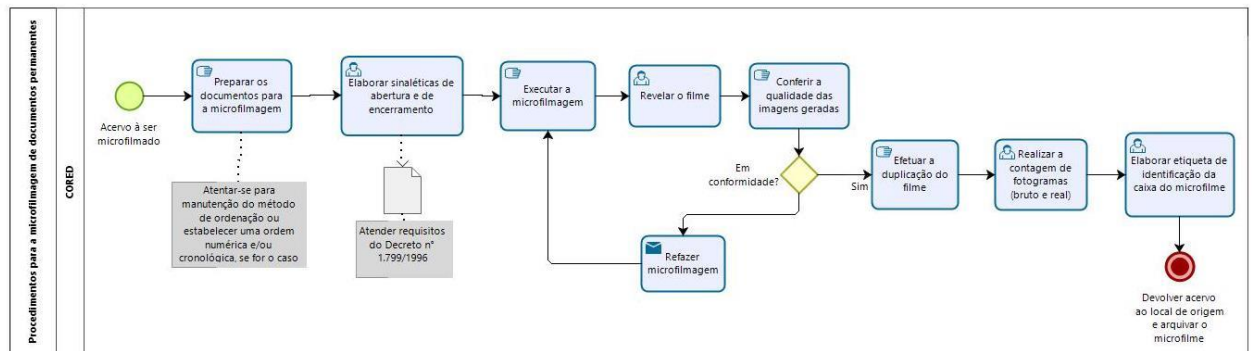 Procedimentos para a microfilmagem de documentos permanentes
CORED
Acervo à ser
microfilmado
Preparar os
documentos para
a microfilmagem
Atentar-se para
manutenção do método
de ordenação ou
estabelecer uma ordem
numérica e/ou
cronológica, se for o caso
Elaborar sinaléticas de
abertura e de
encerramento
Atender requisitos
do Decreto n°
1.799/1996
Executar a
microfilmagem
Revelar o filme
Conferir a
qualidade das
imagens geradas
Em
conformidade?
Sim
Refazer
microfilmagem
Efetuar a
duplicação do
filme
Realizar a
contagem de
fotogramas
(bruto e real)
Elaborar etiqueta de
identificação da
caixa do microfilme
Devolver acervo
ao local de origem
e arquivar o
microfilme